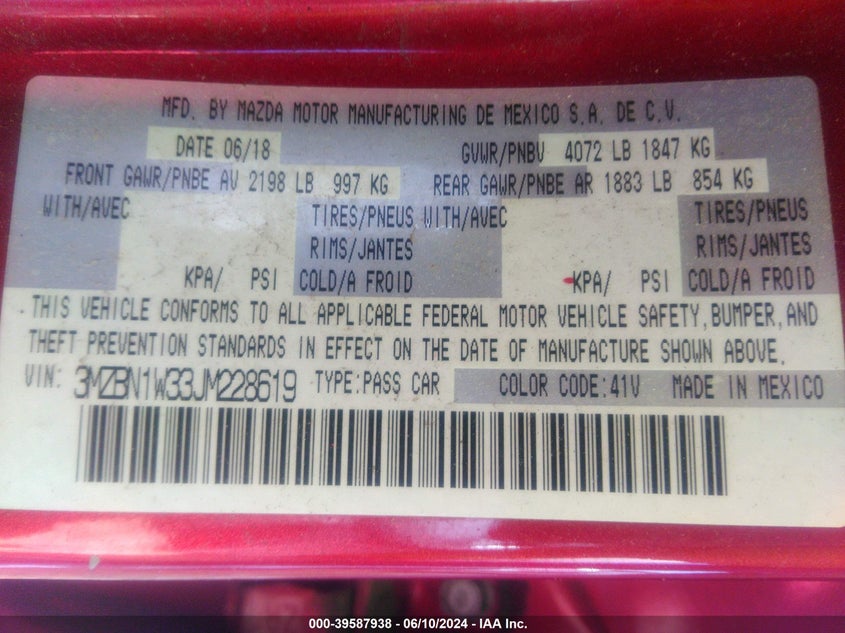 MFD. BY MAZDA MOTOR MANUFACTURING DE MEXICO S.A. DE C.V.
DATE 06/18 GVWR/PNBV 4072 LB 1847 KG
FRONT GAWR/PNBE AV 2198 LB 997 KG REAR GAWR/PNBE AR 1883 LB 854 KG
WITH/AVEC TIRES/PNEUS WITH/AVEC TIRES/PNEUS
RIMS/JANTES RIMS/JANTES
KPA/ PSI COLD/A FROID KPA/ PSI COLD/A FROID
THIS VEHICLE CONFORMS TO ALL APPLICABLE FEDERAL MOTOR VEHICLE SAFETY, BUMPER, AND
THEFT PREVENTION STANDARDS IN EFFECT ON THE DATE OF MANUFACTURE SHOWN ABOVE.
VIN: 3MZBN1W33JM228619 TYPE:PASS CAR COLOR CODE:41V MADE IN MEXICO
000-39587938 - 06/10/2024 - IAA Inc.